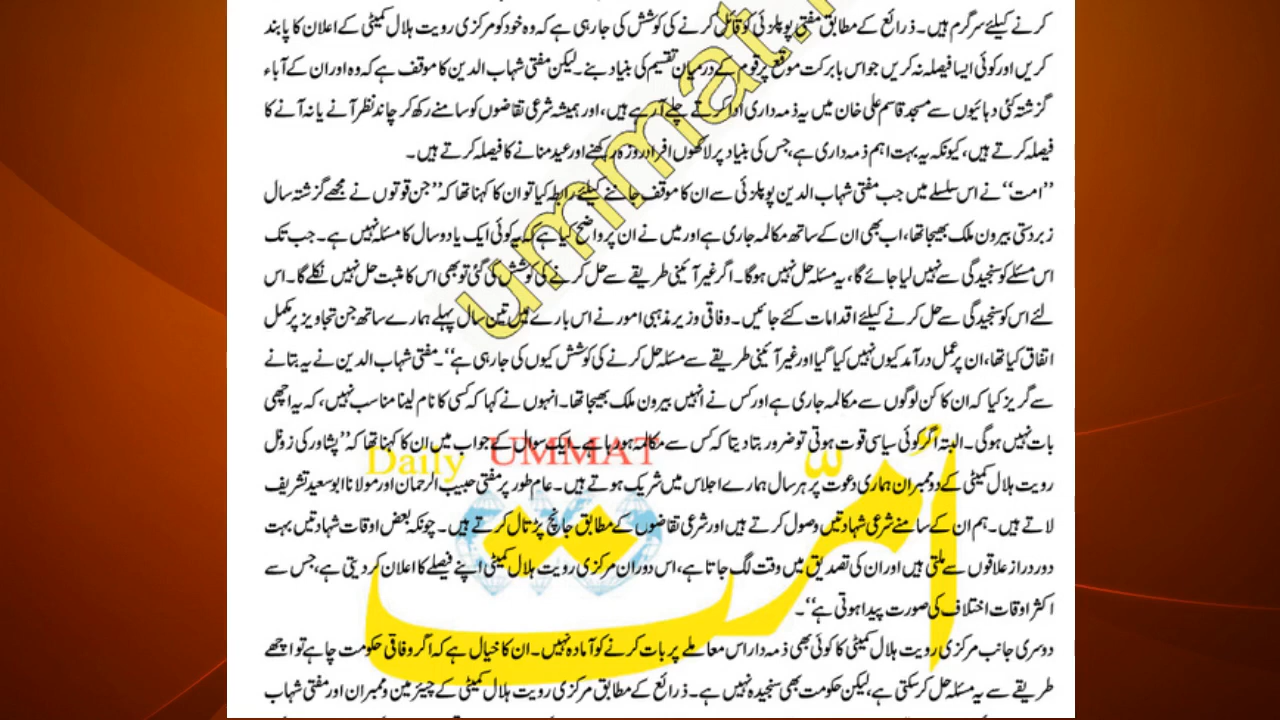 کرنے کیلئے سرگرم ہیں۔ ذرائع کے مطابق مفتی پوپلزئی کو قائل کرنے کی کوشش کی جارہی ہے کہ وہ خود کو مرکزی رویت ہلال کمیٹی کے اعلان کا پابند
کریں اور کوئی ایسا فیصلہ نہ کریں جو اس بابرکت موقع پر قوم کے درمیان تقسیم کی بنیاد بنے۔ لیکن مفتی شہاب الدین کا موقف ہے کہ وہ اور ان کے آباء
گزشتہ کئی دہائیوں سے مسجد قاسم علی خان میں یہ ذمہ داری ادا کرتے چلے آرہے ہیں، اور ہمیشہ شرعی تقاضوں کو سامنے رکھ کر چاند نظر آنے یا نہ آنے کا
فیصلہ کرتے ہیں، کیونکہ یہ بہت اہم ذمہ داری ہے، جس کی بنیاد پر لاکھوں افراد روزہ رکھنے اور عید منانے کا فیصلہ کرتے ہیں۔
’’امت‘‘ نے اس سلسلے میں جب مفتی شہاب الدین پوپلزئی سے ان کا موقف جاننے کیلئے رابطہ کیا تو ان کا کہنا تھا کہ ’’جن قوتوں نے مجھے گزشتہ سال
زبردستی بیرون ملک بھیجا تھا، اب بھی ان کے ساتھ مکالمہ جاری ہے اور میں نے ان پر واضح کیا ہے کہ یہ کوئی ایک یا دو سال کا مسئلہ نہیں ہے۔ جب تک
اس مسئلے کو سنجیدگی سے نہیں لیا جائے گا، یہ مسئلہ حل نہیں ہوگا۔ اگر غیر آئینی طریقے سے حل کرنے کی کوشش کی گئی تو بھی اس کا مثبت حل نہیں نکلے گا۔ اس
لئے اس کو سنجیدگی سے حل کرنے کیلئے اقدامات کئے جائیں۔ وفاقی وزیر مذہبی امور نے اس بارے میں تین سال پہلے ہمارے ساتھ جن تجاویز پر مکمل
اتفاق کیا تھا، ان پر عمل درآمد کیوں نہیں کیا گیا اور غیر آئینی طریقے سے مسئلہ حل کرنے کی کوشش کیوں کی جارہی ہے‘‘۔ مفتی شہاب الدین نے یہ بتانے
سے گریز کیا کہ ان کا کن لوگوں سے مکالمہ جاری ہے اور کس نے انہیں بیرون ملک بھیجا تھا۔ انہوں نے کہا کہ کسی کا نام لینا مناسب نہیں، کہ یہ اچھی
بات نہیں ہوگی۔ البتہ اگر کوئی سیاسی قوت ہوتی تو ضرور بتا دیتا کہ کس سے مکالمہ ہورہا ہے۔ ایک سوال کے جواب میں ان کا کہنا تھا کہ ’’پشاور کی زونل
رویت ہلال کمیٹی کے دو ممبران ہماری دعوت پر ہر سال ہمارے اجلاس میں شریک ہوتے ہیں۔ عام طور پر مفتی حبیب الرحمان اور مولانا ابو سعید تشریف
لاتے ہیں۔ ہم ان کے سامنے شرعی شہادتیں وصول کرتے ہیں اور شرعی تقاضوں کے مطابق جانچ پڑتال کرتے ہیں۔ چونکہ بعض اوقات شہادتیں بہت
دور دراز علاقوں سے ملتی ہیں اور ان کی تصدیق میں وقت لگ جاتا ہے، اس دوران مرکزی رویت ہلال کمیٹی اپنے فیصلے کا اعلان کردیتی ہے، جس سے
اکثر اوقات اختلاف کی صورت پیدا ہوتی ہے‘‘۔
دوسری جانب مرکزی رویت ہلال کمیٹی کا کوئی بھی ذمہ دار اس معاملے پر بات کرنے کو آمادہ نہیں۔ ان کا خیال ہے کہ اگر وفاقی حکومت چاہے تو اچھے
طریقے سے یہ مسئلہ حل کرسکتی ہے، لیکن حکومت بھی سنجیدہ نہیں ہے۔ ذرائع کے مطابق مرکزی رویت ہلال کمیٹی کے چیئرمین و ممبران اور مفتی شہاب
ummat.
Daily UMMAT
اُمّت